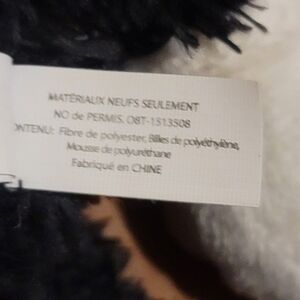 MATÉRIAUX NEUFS SEULEMENT
NO de PERMIS. O8T-1513508
ONTENU: Fibre de polyester, Billes de polyéthylène,
Mousse de polyuréthane
Fabriqué en CHINE